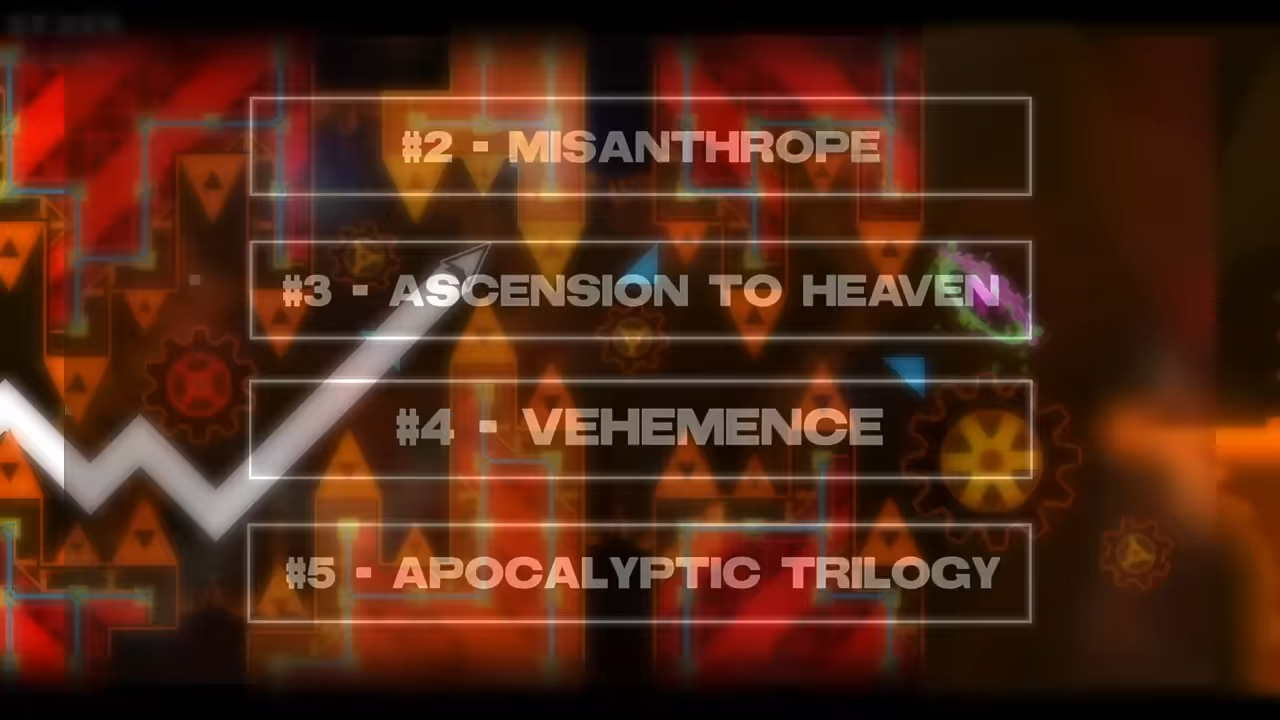 #2 - MISANTHROPE
#3 - ASCENSION TO HEAVEN
#4 - VEHEMENCE
#5 - APOCALYPTIC TRILOGY